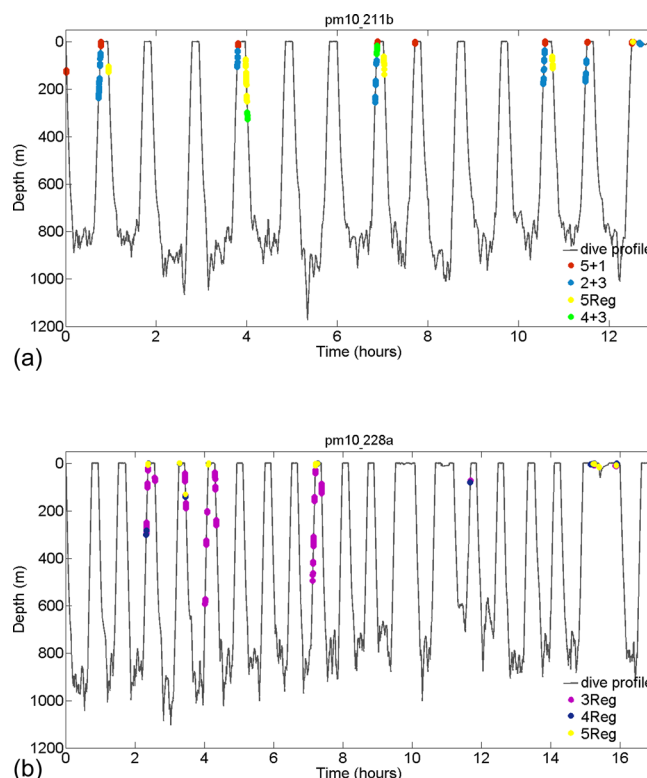 pm10_211b
0
200
400
600
800
1000
1200
Depth (m)
0 2 4 6 8 10 12
Time (hours)
dive profile
5+1
2+3
5Reg
4+3
(a)
pm10_228a
0
200
400
600
800
1000
1200
Depth (m)
0 2 4 6 8 10 12 14 16
Time (hours)
dive profile
3Reg
4Reg
5Reg
(b)